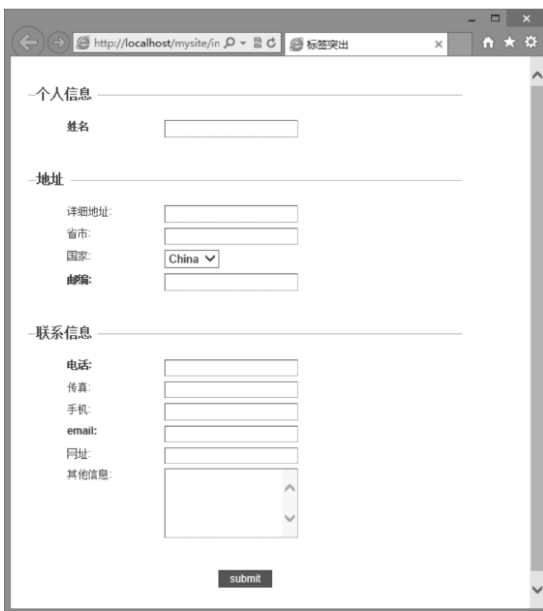 http://localhost/mysite/in
标签突出
个人信息
姓名
地址
详细地址:
省市:
国家:
China
邮编:
联系信息
电话:
传真:
手机:
email:
网址:
其他信息:
submit